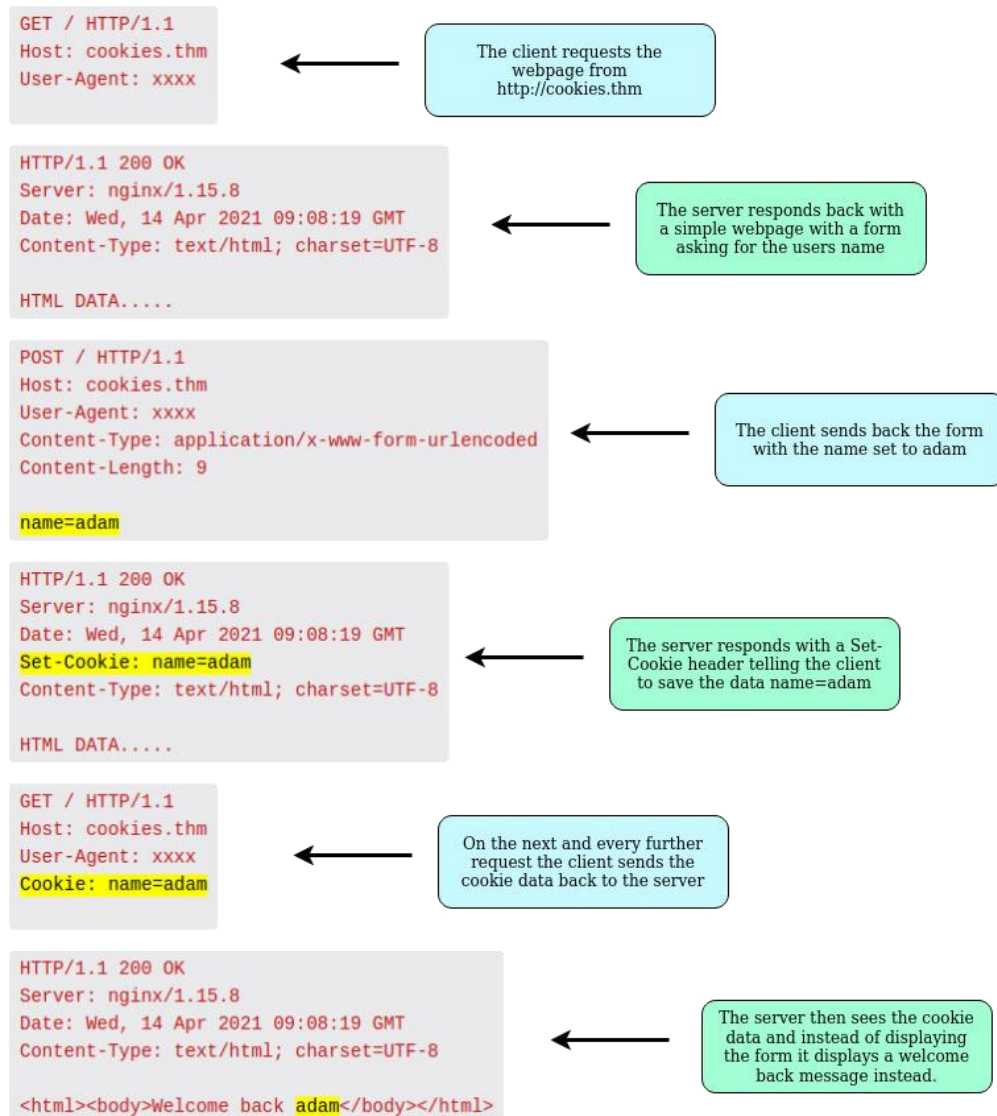 GET / HTTP/1.1
Host: cookies.thm
User-Agent: xxxx
The client requests the
webpage from
http://cookies.thm
HTTP/1.1 200 OK
Server: nginx/1.15.8
Date: Wed, 14 Apr 2021 09:08:19 GMT
Content-Type: text/html; charset=UTF-8
HTML DATA.....
The server responds back with
a simple webpage with a form
asking for the users name
POST / HTTP/1.1
Host: cookies.thm
User-Agent: xxxx
Content-Type: application/x-www-form-urlencoded
Content-Length: 9
name=adam
The client sends back the form
with the name set to adam
HTTP/1.1 200 OK
Server: nginx/1.15.8
Date: Wed, 14 Apr 2021 09:08:19 GMT
Set-Cookie: name=adam
Content-Type: text/html; charset=UTF-8
HTML DATA.....
The server responds with a Set-
Cookie header telling the client
to save the data name=adam
GET / HTTP/1.1
Host: cookies.thm
User-Agent: xxxx
Cookie: name=adam
On the next and every further
request the client sends the
cookie data back to the server
HTTP/1.1 200 OK
Server: nginx/1.15.8
Date: Wed, 14 Apr 2021 09:08:19 GMT
Content-Type: text/html; charset=UTF-8
<html><body>Welcome back adam</body></html>
The server then sees the cookie
data and instead of displaying
the form it displays a welcome
back message instead.